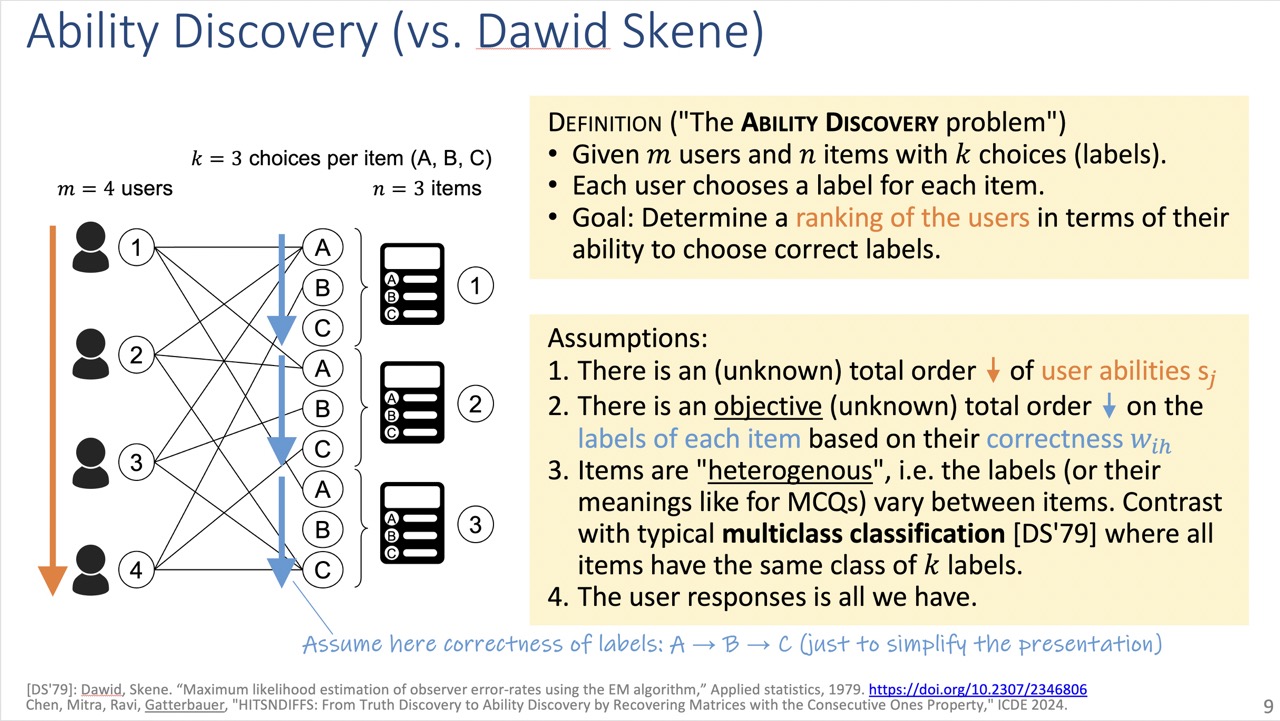 Ability Discovery (vs. Dawid Skene)
k = 3 choices per item (A, B, C)
m = 4 users
n = 3 items
1
2
3
4
A
B
C
A
B
C
A
B
C
A
B
C
1
A
B
C
2
A
B
C
3
DEFINITION ("The ABILITY DISCOVERY problem")
• Given m users and n items with k choices (labels).
• Each user chooses a label for each item.
• Goal: Determine a ranking of the users in terms of their
ability to choose correct labels.
Assumptions:
1. There is an (unknown) total order ↓ of user abilities sⱼ
2. There is an objective (unknown) total order ↓ on the
labels of each item based on their correctness w_ih
3. Items are "heterogenous", i.e. the labels (or their
meanings like for MCQs) vary between items. Contrast
with typical multiclass classification [DS'79] where all
items have the same class of k labels.
4. The user responses is all we have.
Assume here correctness of labels: A → B → C (just to simplify the presentation)
[DS'79]: Dawid, Skene. “Maximum likelihood estimation of observer error-rates using the EM algorithm,” Applied statistics, 1979. https://doi.org/10.2307/2346806
Chen, Mitra, Ravi, Gatterbauer, "HITSNDIFFS: From Truth Discovery to Ability Discovery by Recovering Matrices with the Consecutive Ones Property," ICDE 2024.
9